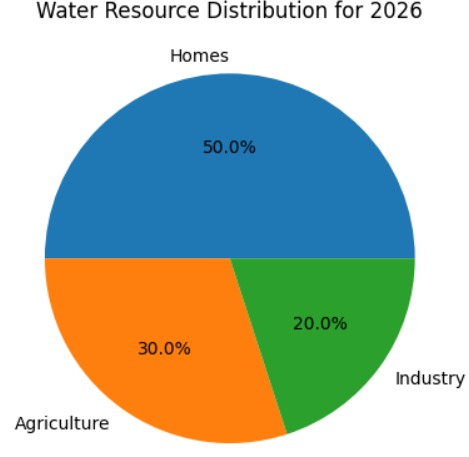 Water Resource Distribution for 2026
Homes
50.0%
30.0%
20.0%
Agriculture
Industry